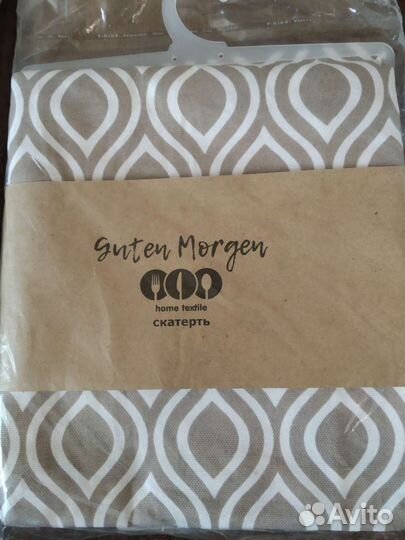 Guten Morgen
home textile
скатерть
Avito